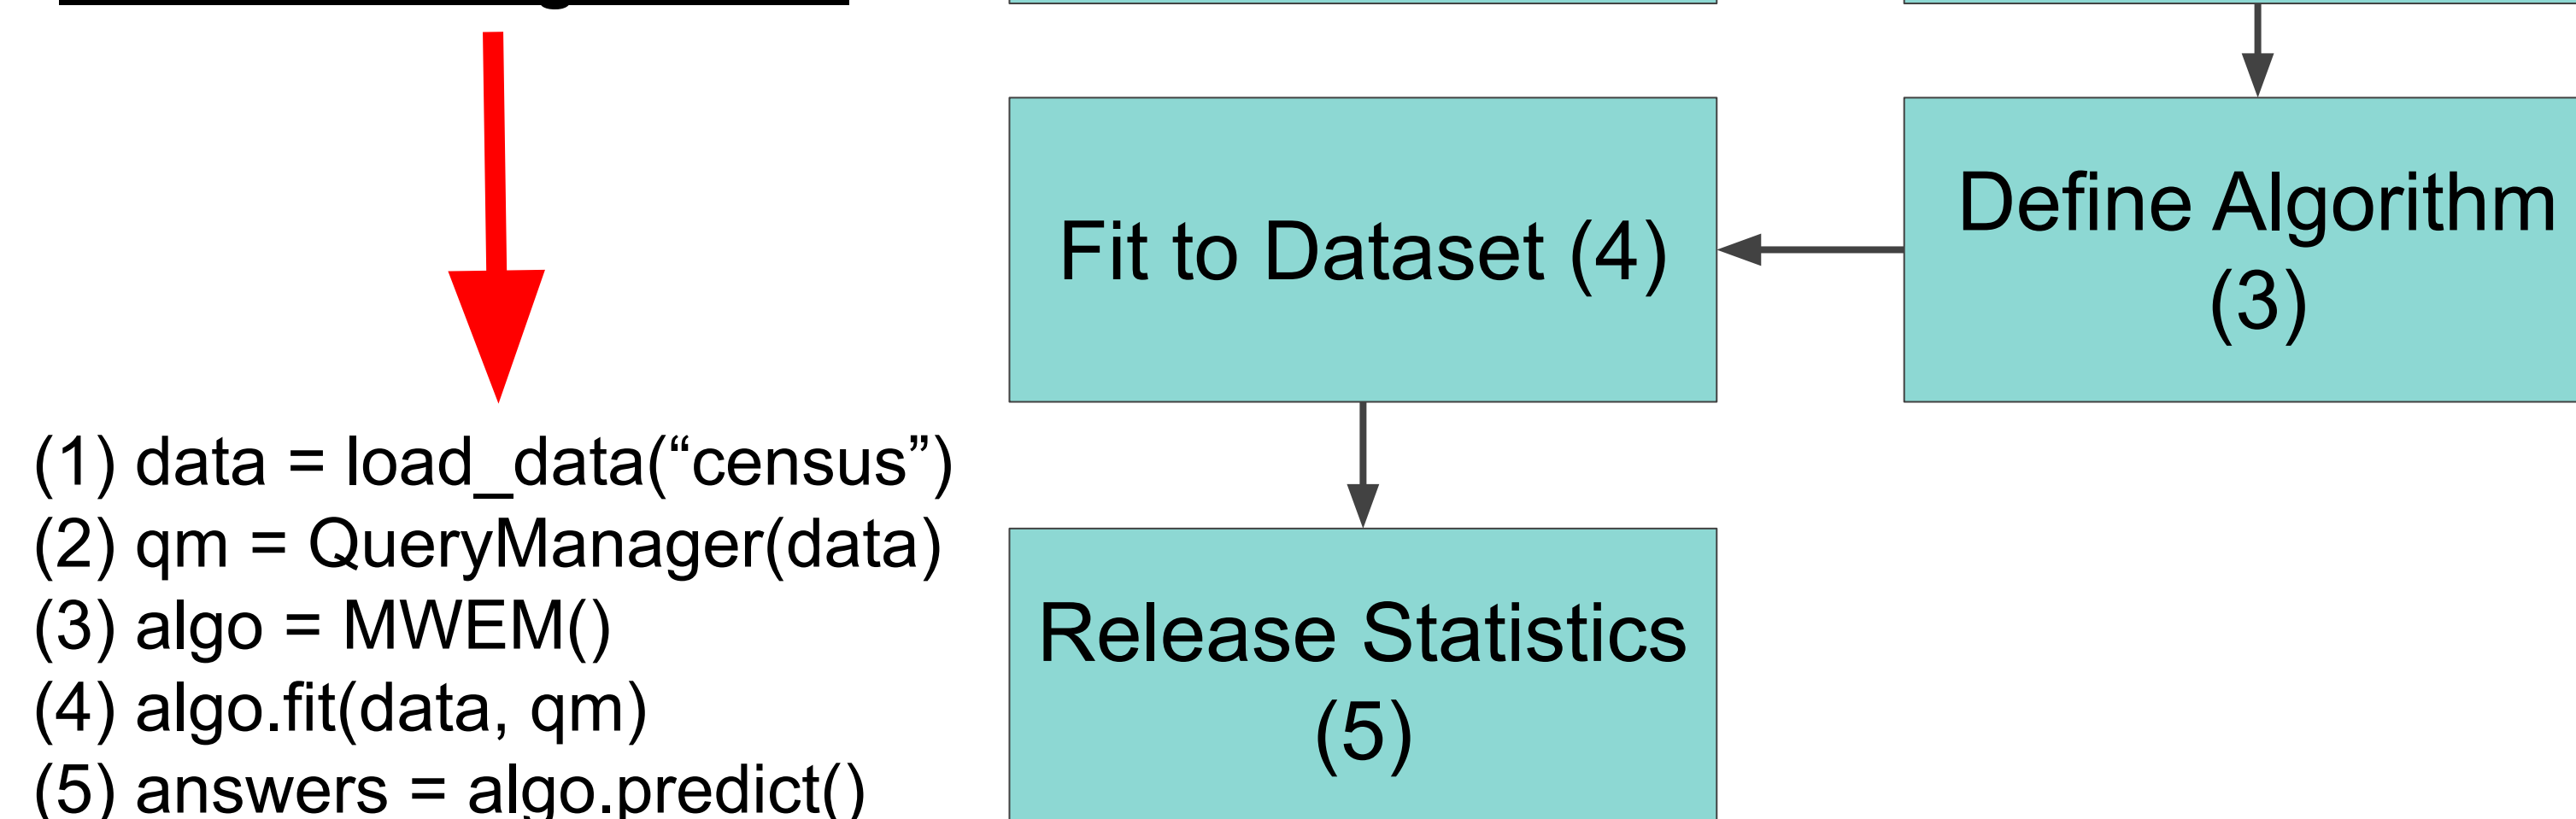 (1) data = load_data(“census”)
(2) qm = QueryManager(data)
(3) algo = MWEM()
(4) algo.fit(data, qm)
(5) answers = algo.predict()
Fit to Dataset (4)
Define Algorithm
(3)
Release Statistics
(5)